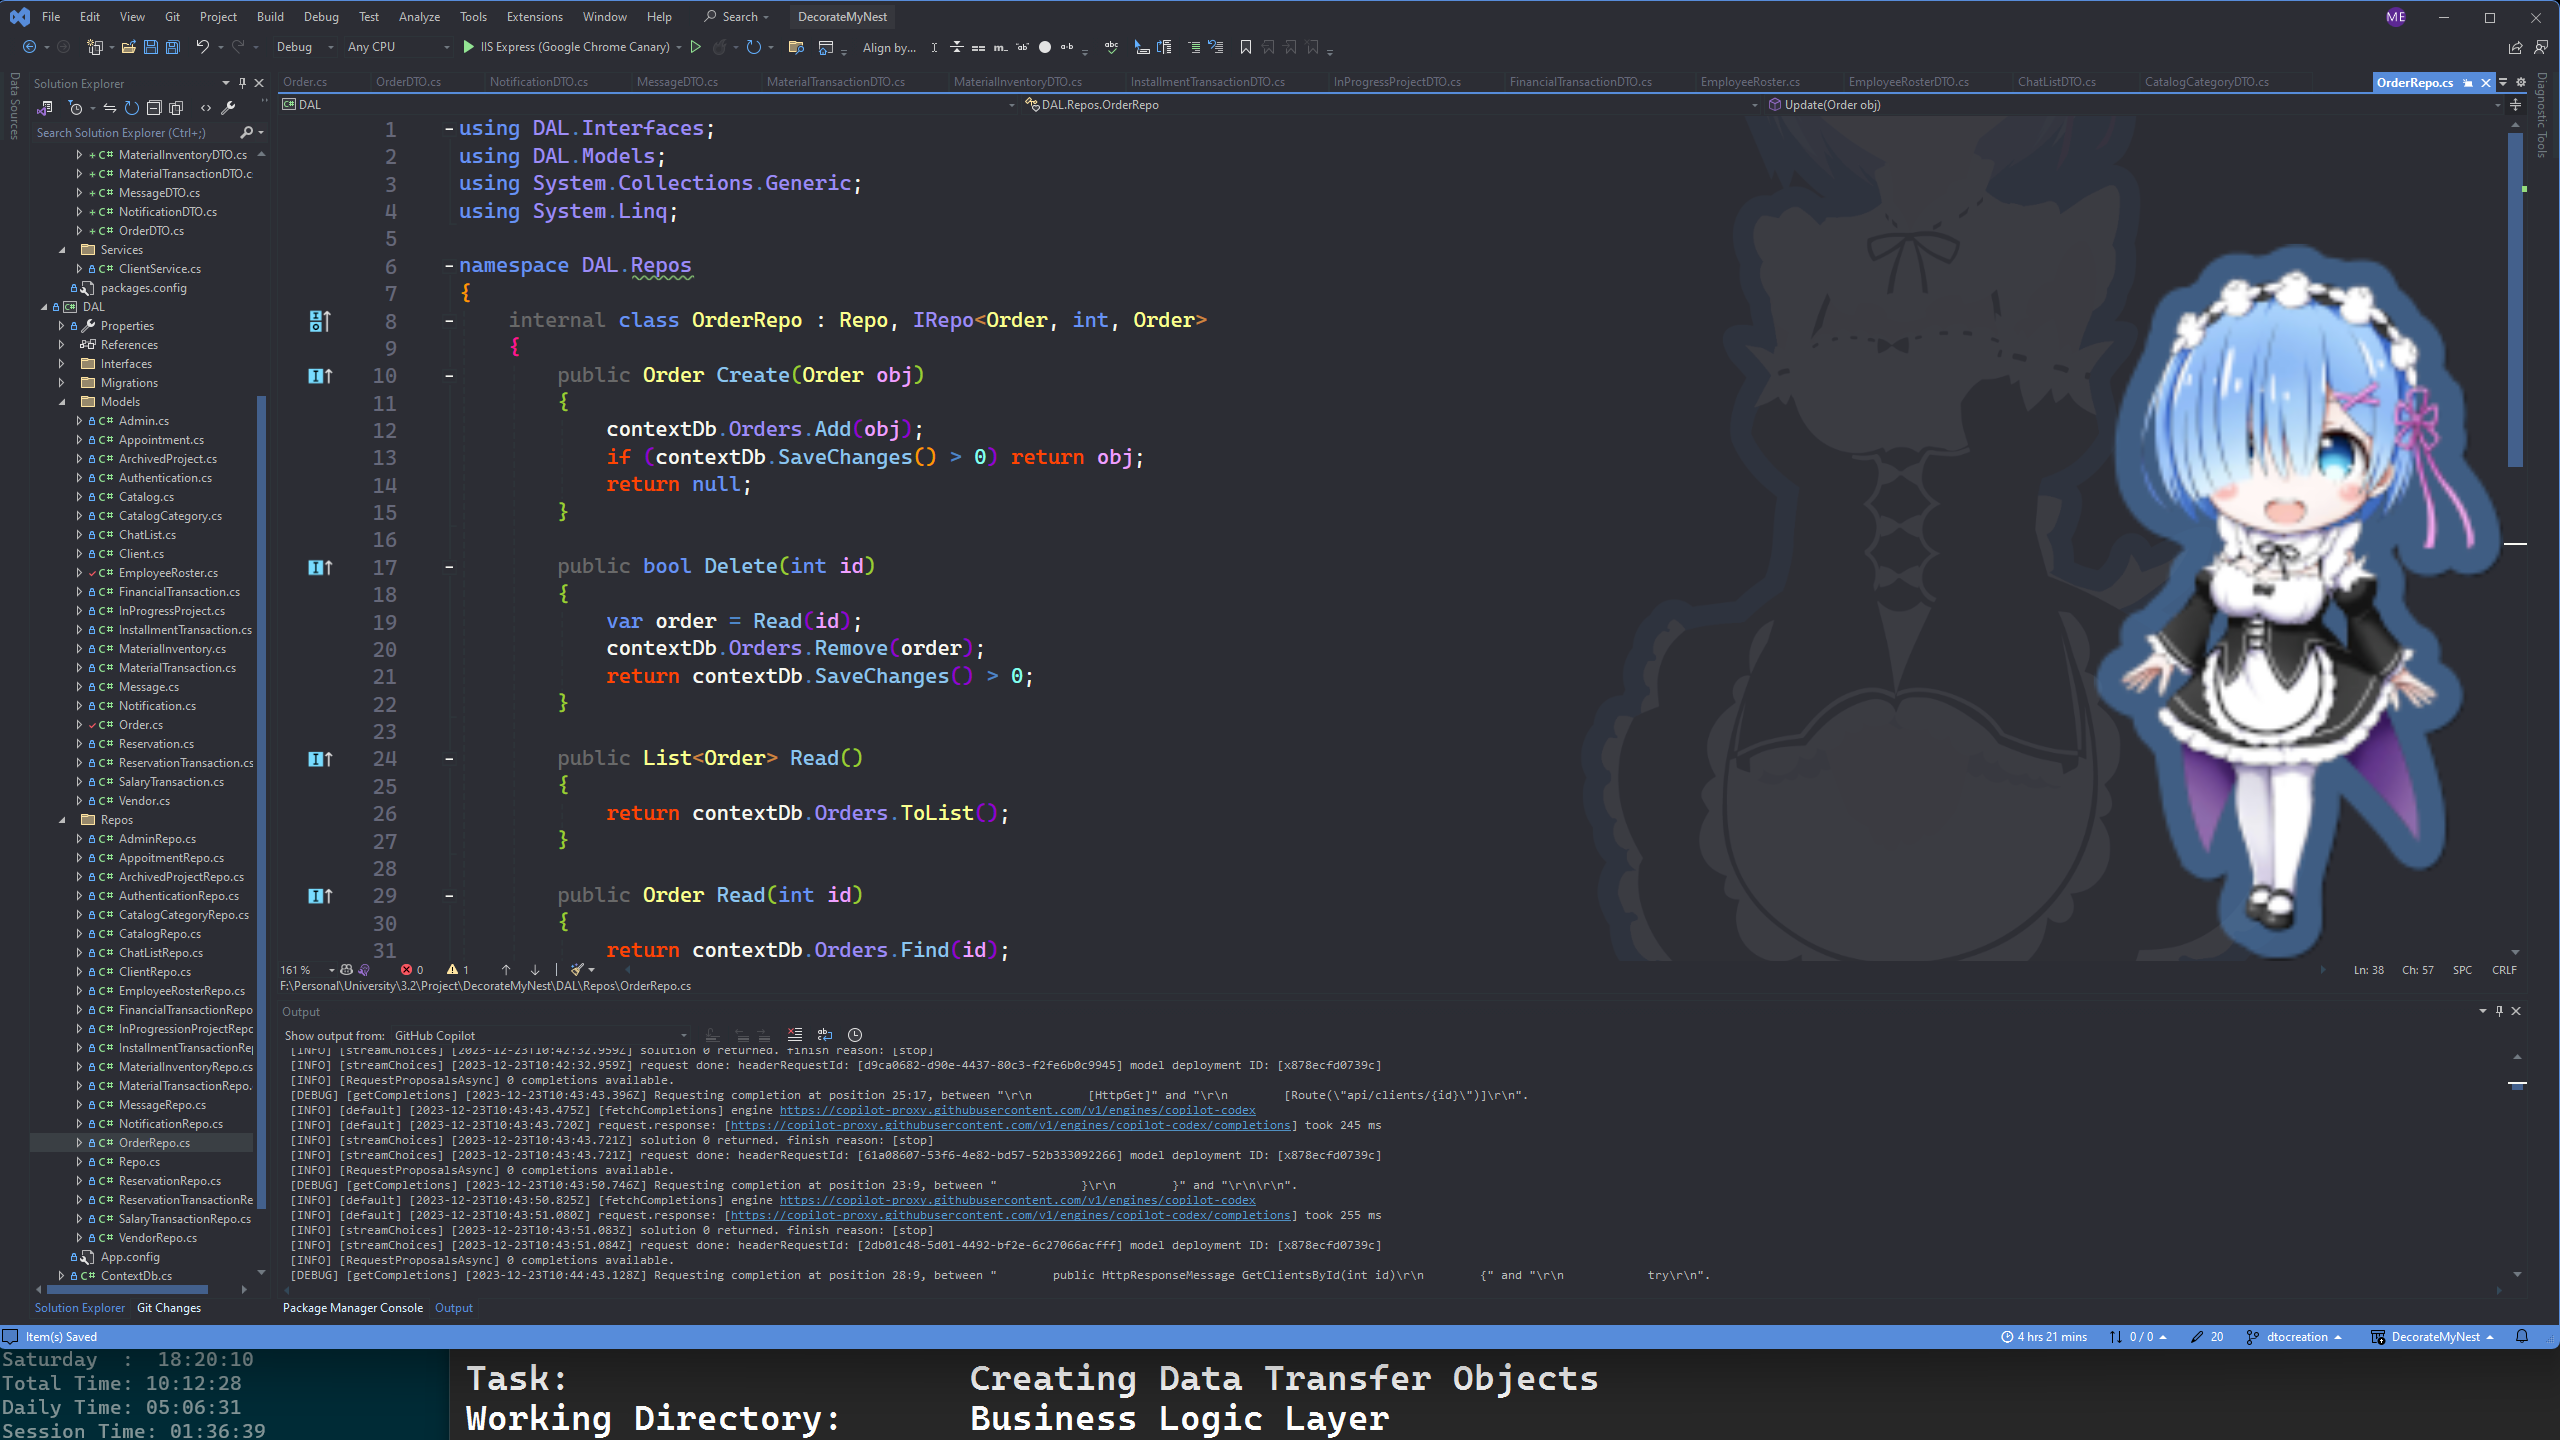 File Edit View Git Project Build Debug Test Analyze Tools Extensions Window Help Search DecorateMyNest ME
Debug Any CPU IIS Express (Google Chrome Canary) Align by...
Data Sources
Solution Explorer
Search Solution Explorer (Ctrl+;)
C# MaterialInventoryDTO.cs
C# MaterialTransactionDTO.c
C# MessageDTO.cs
C# NotificationDTO.cs
C# OrderDTO.cs
Services
C# ClientService.cs
packages.config
DAL
Properties
References
Interfaces
Migrations
Models
C# Admin.cs
C# Appointment.cs
C# ArchivedProject.cs
C# Authentication.cs
C# Catalog.cs
C# CatalogCategory.cs
C# ChatList.cs
C# Client.cs
C# EmployeeRoster.cs
C# FinancialTransaction.cs
C# InProgressProject.cs
C# InstallmentTransaction.cs
C# MaterialInventory.cs
C# MaterialTransaction.cs
C# Message.cs
C# Notification.cs
C# Order.cs
C# Reservation.cs
C# ReservationTransaction.cs
C# SalaryTransaction.cs
C# Vendor.cs
Repos
C# AdminRepo.cs
C# AppoitmentRepo.cs
C# ArchivedProjectRepo.cs
C# AuthenticationRepo.cs
C# CatalogCategoryRepo.cs
C# CatalogRepo.cs
C# ChatListRepo.cs
C# ClientRepo.cs
C# EmployeeRosterRepo.cs
C# FinancialTransactionRepo
C# InProgressionProjectRepo
C# InstallmentTransactionRe
C# MaterialInventoryRepo.cs
C# MaterialTransactionRepo.
C# MessageRepo.cs
C# NotificationRepo.cs
C# OrderRepo.cs
C# Repo.cs
C# ReservationRepo.cs
C# ReservationTransactionRe
C# SalaryTransactionRepo.cs
C# VendorRepo.cs
App.config
C# ContextDb.cs
Solution Explorer Git Changes
Order.cs OrderDTO.cs NotificationDTO.cs MessageDTO.cs MaterialTransactionDTO.cs MaterialInventoryDTO.cs InstallmentTransactionDTO.cs InProgressProjectDTO.cs FinancialTransactionDTO.cs EmployeeRoster.cs EmployeeRosterDTO.cs ChatListDTO.cs CatalogCategoryDTO.cs OrderRepo.cs
DAL DAL.Repos.OrderRepo Update(Order obj)
Diagnostic Tools
1 using DAL.Interfaces;
2 using DAL.Models;
3 using System.Collections.Generic;
4 using System.Linq;
5
6 namespace DAL.Repos
7 {
8 internal class OrderRepo : Repo, IRepo<Order, int, Order>
9 {
10 public Order Create(Order obj)
11 {
12 contextDb.Orders.Add(obj);
13 if (contextDb.SaveChanges() > 0) return obj;
14 return null;
15 }
16
17 public bool Delete(int id)
18 {
19 var order = Read(id);
20 contextDb.Orders.Remove(order);
21 return contextDb.SaveChanges() > 0;
22 }
23
24 public List<Order> Read()
25 {
26 return contextDb.Orders.ToList();
27 }
28
29 public Order Read(int id)
30 {
31 return contextDb.Orders.Find(id);
161 % 0 1 Ln: 38 Ch: 57 SPC CRLF
F:\Personal\University\3.2\Project\DecorateMyNest\DAL\Repos\OrderRepo.cs
Output
Show output from: GitHub Copilot
[INFO] [streamChoices] [2023-12-23T10:42:32.959Z] solution 0 returned. finish reason: [stop]
[INFO] [streamChoices] [2023-12-23T10:42:32.959Z] request done: headerRequestId: [d9ca0682-d90e-4437-80c3-f2fe6b0c9945] model deployment ID: [x878ecfd0739c]
[INFO] [RequestProposalsAsync] 0 completions available.
[DEBUG] [getCompletions] [2023-12-23T10:43:43.396Z] Requesting completion at position 25:17, between "\r\n [HttpGet]" and "\r\n [Route(\"api/clients/{id}\")]\r\n".
[INFO] [default] [2023-12-23T10:43:43.475Z] [fetchCompletions] engine https://copilot-proxy.githubusercontent.com/v1/engines/copilot-codex
[INFO] [default] [2023-12-23T10:43:43.720Z] request.response: [https://copilot-proxy.githubusercontent.com/v1/engines/copilot-codex/completions] took 245 ms
[INFO] [streamChoices] [2023-12-23T10:43:43.721Z] solution 0 returned. finish reason: [stop]
[INFO] [streamChoices] [2023-12-23T10:43:43.721Z] request done: headerRequestId: [61a08607-53f6-4e82-bd57-52b333092266] model deployment ID: [x878ecfd0739c]
[INFO] [RequestProposalsAsync] 0 completions available.
[DEBUG] [getCompletions] [2023-12-23T10:43:50.746Z] Requesting completion at position 23:9, between " }\r\n }" and "\r\n\r\n".
[INFO] [default] [2023-12-23T10:43:50.825Z] [fetchCompletions] engine https://copilot-proxy.githubusercontent.com/v1/engines/copilot-codex
[INFO] [default] [2023-12-23T10:43:51.080Z] request.response: [https://copilot-proxy.githubusercontent.com/v1/engines/copilot-codex/completions] took 255 ms
[INFO] [streamChoices] [2023-12-23T10:43:51.083Z] solution 0 returned. finish reason: [stop]
[INFO] [streamChoices] [2023-12-23T10:43:51.084Z] request done: headerRequestId: [2db01c48-5d01-4492-bf2e-6c27066acfff] model deployment ID: [x878ecfd0739c]
[INFO] [RequestProposalsAsync] 0 completions available.
[DEBUG] [getCompletions] [2023-12-23T10:44:43.128Z] Requesting completion at position 28:9, between " public HttpResponseMessage GetClientsById(int id)\r\n {" and "\r\n try\r\n".
Package Manager Console Output
Item(s) Saved 4 hrs 21 mins 0 / 0 20 dtocreation DecorateMyNest
Saturday : 18:20:10
Total Time: 10:12:28
Daily Time: 05:06:31
Session Time: 01:36:39
Task: Creating Data Transfer Objects
Working Directory: Business Logic Layer